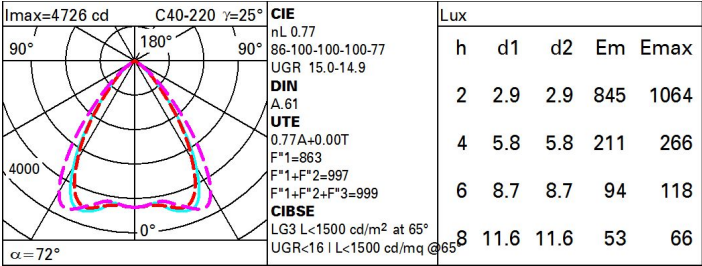 Imax=4726 cd C40-220 γ=25°
90° 180° 90°
4000
0°
α=72°
CIE
nL 0.77
86-100-100-100-77
UGR 15.0-14.9
DIN
A.61
UTE
0.77A+0.00T
F"1=863
F"1+F"2=997
F"1+F"2+F"3=999
CIBSE
LG3 L<1500 cd/m² at 65°
UGR<16 | L<1500 cd/mq @65°
Lux
h d1 d2 Em Emax
2 2.9 2.9 845 1064
4 5.8 5.8 211 266
6 8.7 8.7 94 118
8 11.6 11.6 53 66